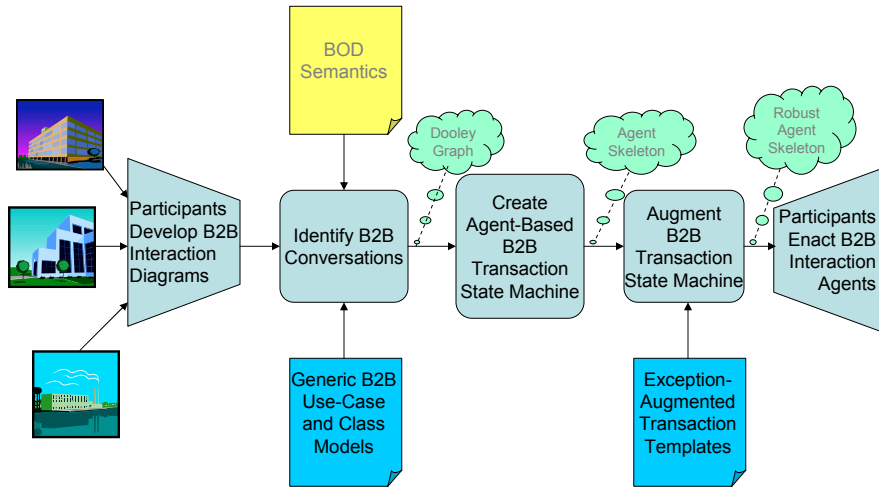 BOD
Semantics
Dooley
Graph
Agent
Skeleton
Robust
Agent
Skeleton
Participants
Develop B2B
Interaction
Diagrams
Identify B2B
Conversations
Create
Agent-Based
B2B
Transaction
State Machine
Augment
B2B
Transaction
State Machine
Participants
Enact B2B
Interaction
Agents
Generic B2B
Use-Case
and Class
Models
Exception-
Augmented
Transaction
Templates